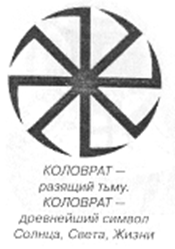 КОЛОВРАТ —
разящий тьму.
КОЛОВРАТ —
древнейший символ
Солнца, Света, Жизни